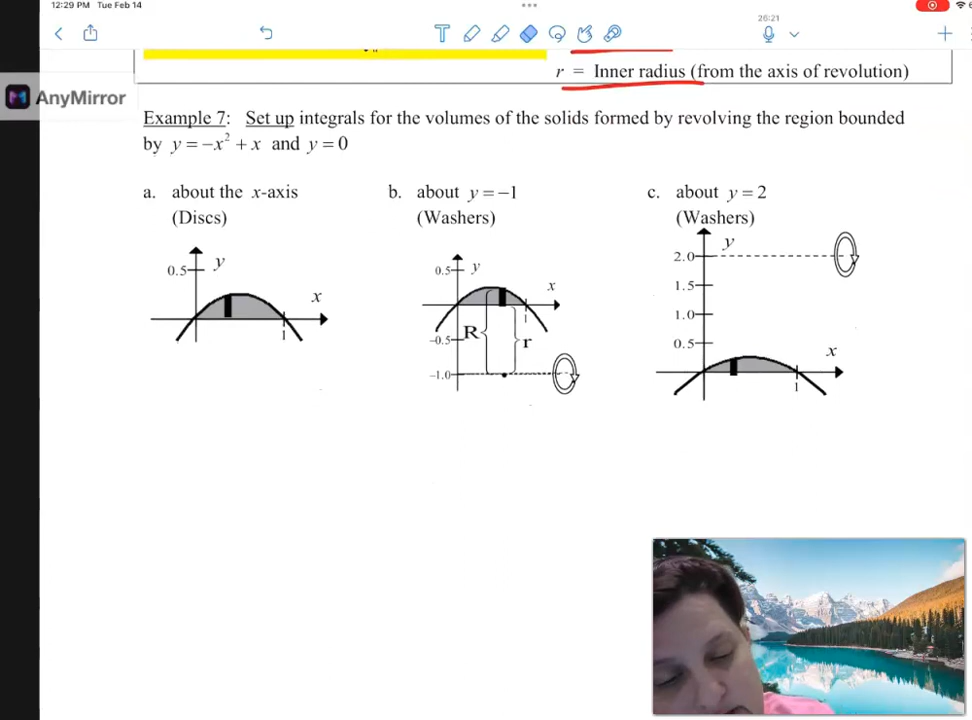 12:29 PM Tue Feb 14
26:21
r = Inner radius (from the axis of revolution)
AnyMirror
Example 7: Set up integrals for the volumes of the solids formed by revolving the region bounded
by y = −x² + x and y = 0
a. about the x-axis
(Discs)
b. about y = −1
(Washers)
c. about y = 2
(Washers)
0.5
y
x
1
0.5
y
x
1
−0.5
R
r
−1.0
y
2.0
1.5
1.0
0.5
x
1